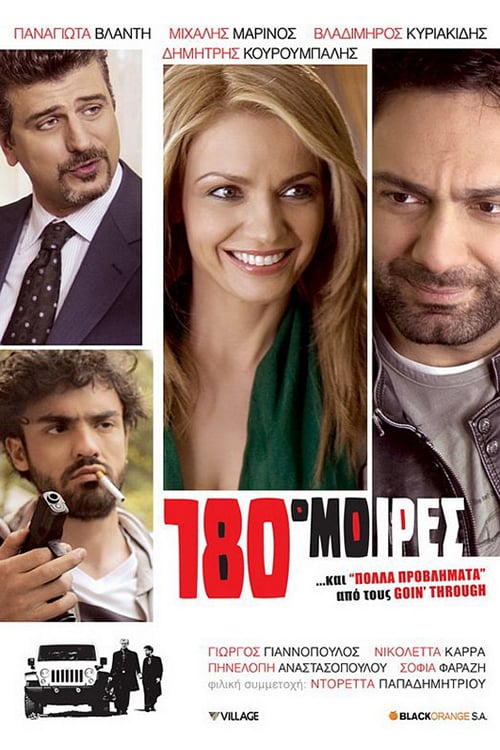 ΠΑΝΑΓΙΩΤΑ ΒΛΑΝΤΗ ΜΙΧΑΛΗΣ ΜΑΡΙΝΟΣ ΒΛΑΔΙΜΗΡΟΣ ΚΥΡΙΑΚΙΔΗΣ
ΔΗΜΗΤΡΗΣ ΚΟΥΡΟΥΜΠΑΛΗΣ
180° ΜΟΙΡΕΣ
...και "ΠΟΛΛΑ ΠΡΟΒΛΗΜΑΤΑ"
από τους GOIN' THROUGH
ΓΙΩΡΓΟΣ ΓΙΑΝΝΟΠΟΥΛΟΣ ΝΙΚΟΛΕΤΤΑ ΚΑΡΡΑ
ΠΗΝΕΛΟΠΗ ΑΝΑΣΤΑΣΟΠΟΥΛΟΥ ΣΟΦΙΑ ΦΑΡΑΖΗ
φιλική συμμετοχή: ΝΤΟΡΕΤΤΑ ΠΑΠΑΔΗΜΗΤΡΙΟΥ
VILLAGE BLACKORANGE S.A.